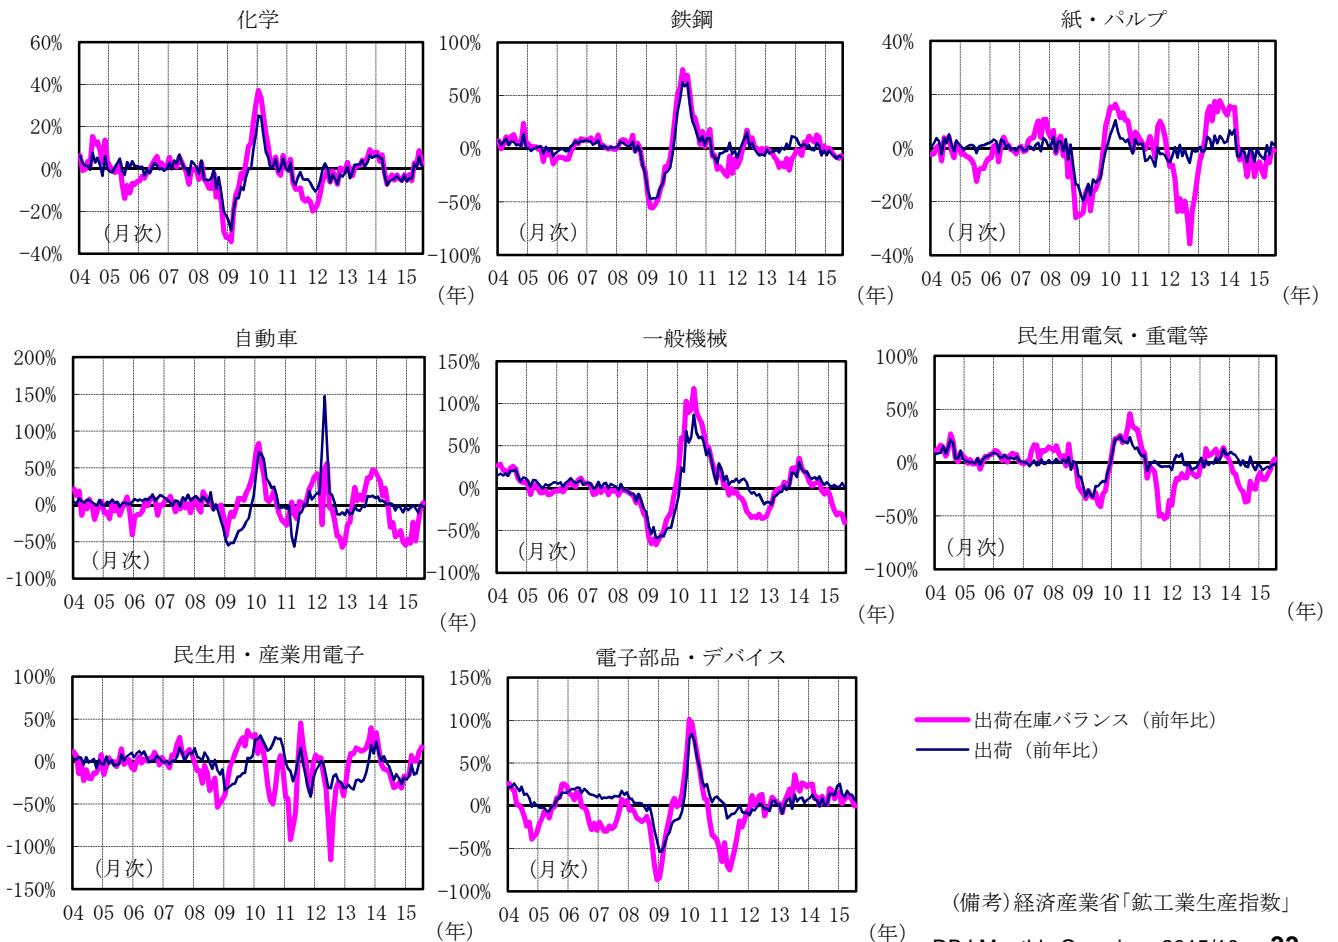 化学
60%
40%
20%
0%
−20%
−40%
(月次)
04 05 06 07 08 09 10 11 12 13 14 15
(年)
鉄鋼
100%
50%
0%
−50%
−100%
(月次)
04 05 06 07 08 09 10 11 12 13 14 15
(年)
紙・パルプ
40%
20%
0%
−20%
−40%
(月次)
04 05 06 07 08 09 10 11 12 13 14 15
(年)
自動車
200%
150%
100%
50%
0%
−50%
-100%
(月次)
04 05 06 07 08 09 10 11 12 13 14 15
(年)
一般機械
150%
100%
50%
0%
−50%
−100%
(月次)
04 05 06 07 08 09 10 11 12 13 14 15
(年)
民生用電気・重電等
100%
50%
0%
−50%
−100%
(月次)
04 05 06 07 08 09 10 11 12 13 14 15
(年)
民生用・産業用電子
100%
50%
0%
−50%
-100%
-150%
(月次)
04 05 06 07 08 09 10 11 12 13 14 15
(年)
電子部品・デバイス
150%
100%
50%
0%
−50%
−100%
(月次)
04 05 06 07 08 09 10 11 12 13 14 15
(年)
出荷在庫バランス（前年比）
出荷（前年比）
(備考)経済産業省「鉱工業生産指数」